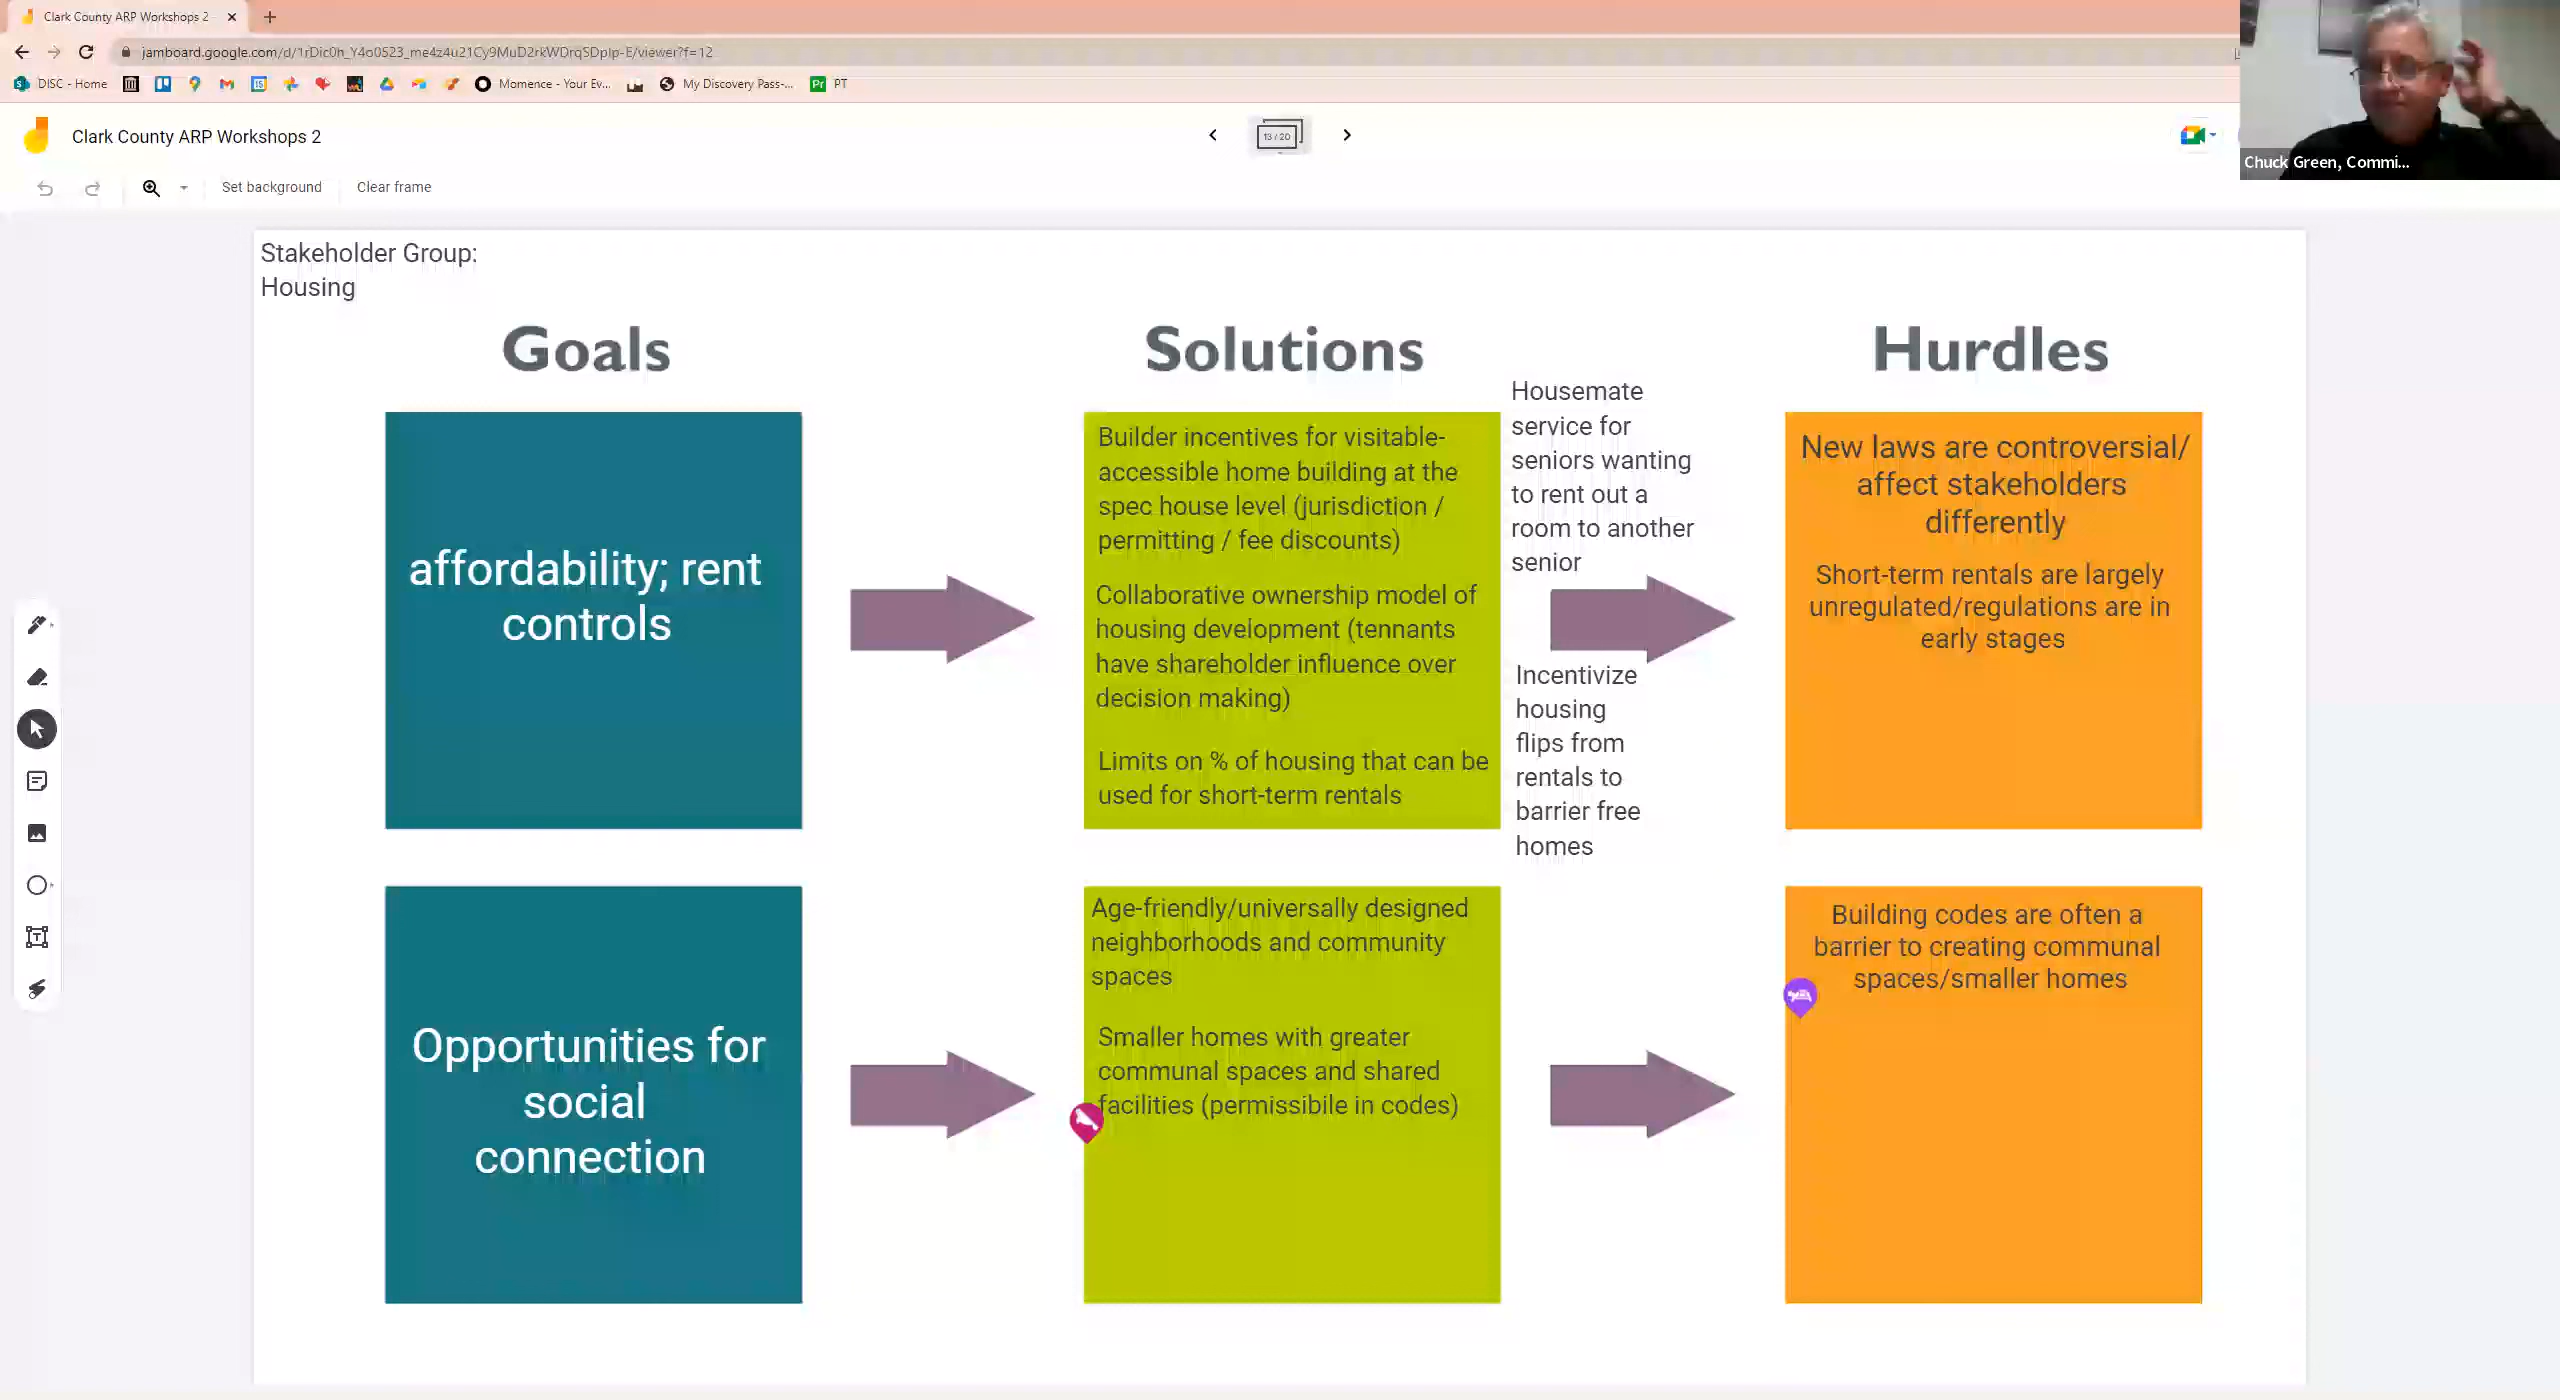 Clark County ARP Workshops 2
jamboard.google.com/d/1rDic0h_Y4o0523_me4z4u21Cy9MuD2rkWDrqSDpIp-E/viewer?f=12
DISC - Home
Momence - Your Ev...
My Discovery Pass-...
Pr PT
Clark County ARP Workshops 2
13 / 20
Chuck Green, Commi...
Set background
Clear frame
Stakeholder Group:
Housing
Goals
Solutions
Hurdles
affordability; rent
controls
Builder incentives for visitable-
accessible home building at the
spec house level (jurisdiction /
permitting / fee discounts)
Collaborative ownership model of
housing development (tennants
have shareholder influence over
decision making)
Limits on % of housing that can be
used for short-term rentals
Housemate
service for
seniors wanting
to rent out a
room to another
senior
Incentivize
housing
flips from
rentals to
barrier free
homes
New laws are controversial/
affect stakeholders
differently
Short-term rentals are largely
unregulated/regulations are in
early stages
Opportunities for
social
connection
Age-friendly/universally designed
neighborhoods and community
spaces
Smaller homes with greater
communal spaces and shared
facilities (permissibile in codes)
Building codes are often a
barrier to creating communal
spaces/smaller homes